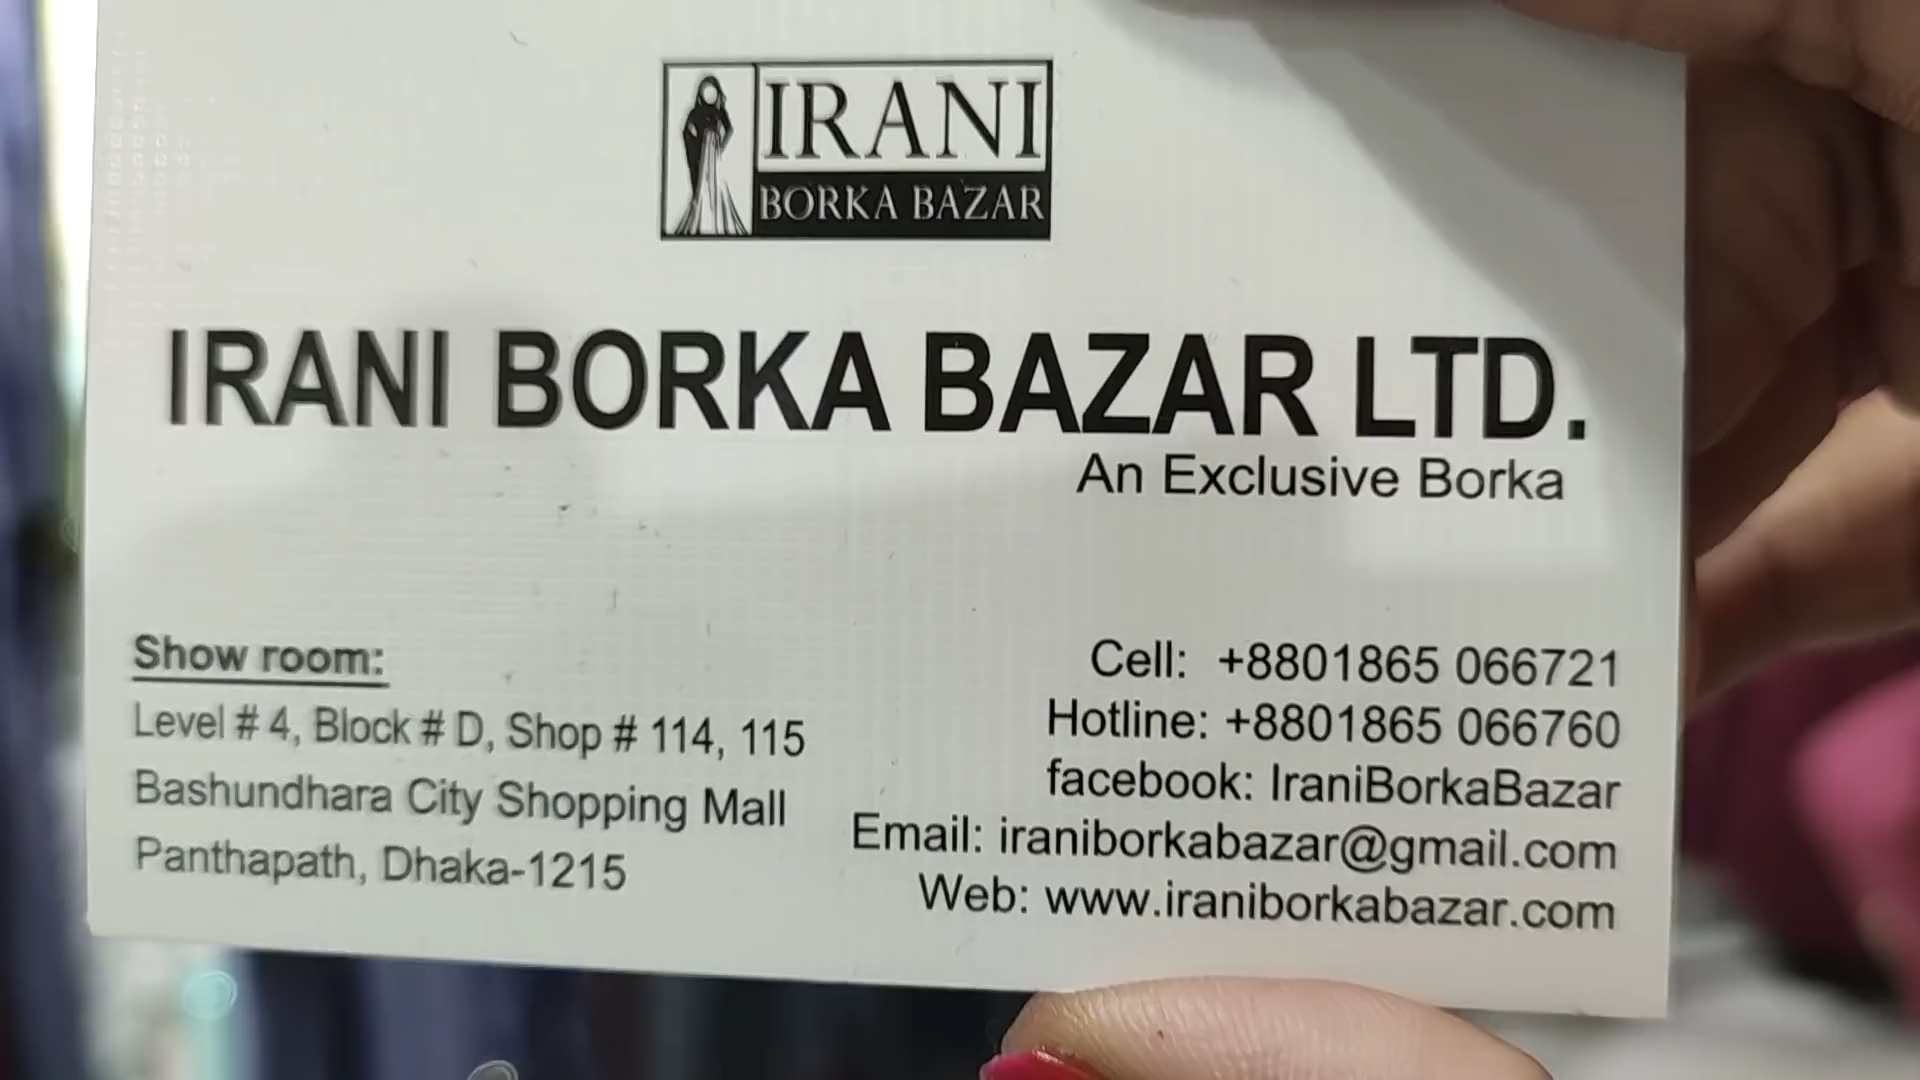 IRANI
BORKA BAZAR
IRANI BORKA BAZAR LTD.
An Exclusive Borka
Show room:
Level # 4, Block # D, Shop # 114, 115
Bashundhara City Shopping Mall
Panthapath, Dhaka-1215
Cell: +8801865 066721
Hotline: +8801865 066760
facebook: IraniBorkaBazar
Email: iraniborkabazar@gmail.com
Web: www.iraniborkabazar.com